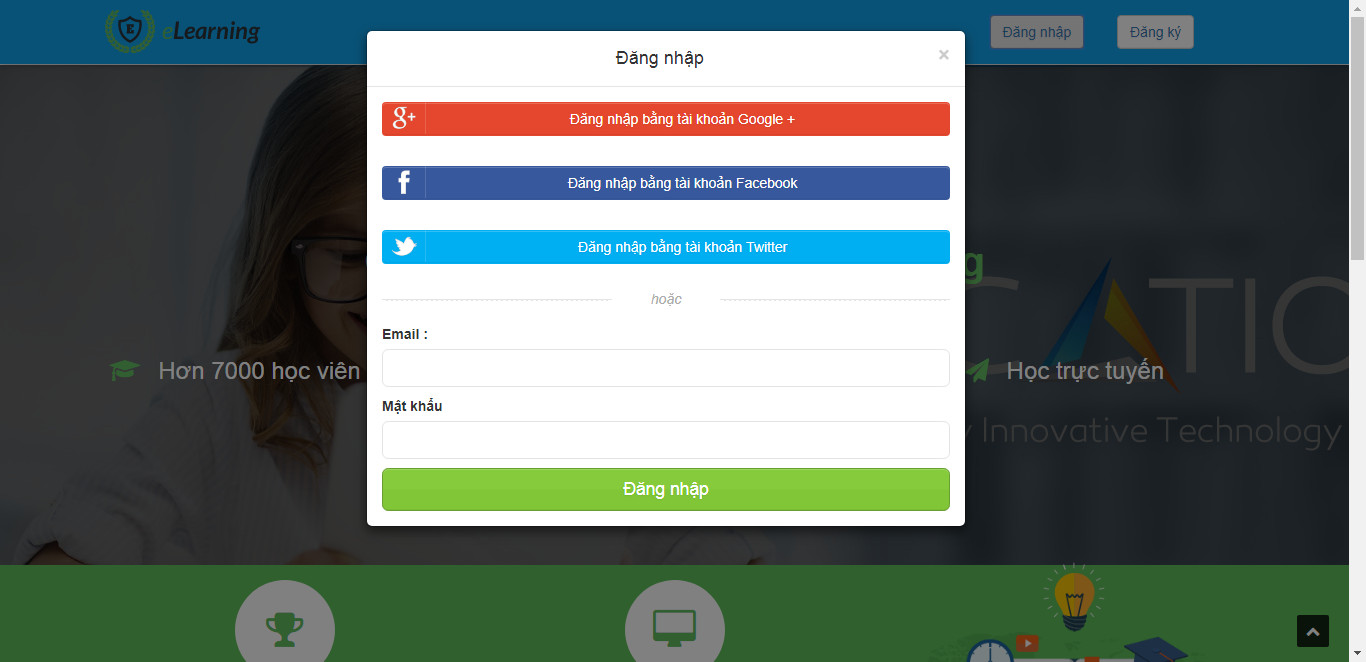 E
eLearning
Đăng nhập
Đăng ký
Đăng nhập
×
g+
Đăng nhập bằng tài khoản Google +
f
Đăng nhập bằng tài khoản Facebook
Đăng nhập bằng tài khoản Twitter
hoặc
Email :
Mật khẩu
Đăng nhập
g
CATIO
Hơn 7000 học viên
Học trực tuyến
Innovative Technology